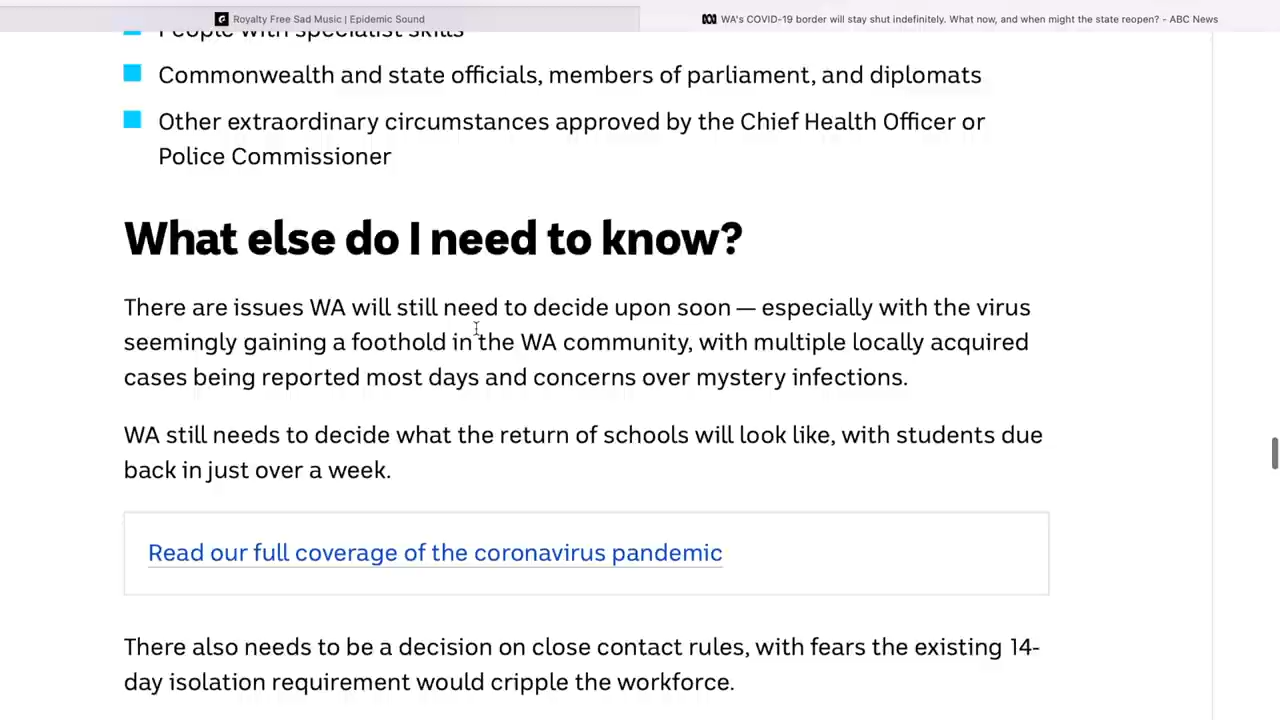 Royalty Free Sad Music | Epidemic Sound
WA's COVID-19 border will stay shut indefinitely. What now, and when might the state reopen? - ABC News
People with specialist skills
Commonwealth and state officials, members of parliament, and diplomats
Other extraordinary circumstances approved by the Chief Health Officer or
Police Commissioner
What else do I need to know?
There are issues WA will still need to decide upon soon — especially with the virus
seemingly gaining a foothold in the WA community, with multiple locally acquired
cases being reported most days and concerns over mystery infections.
WA still needs to decide what the return of schools will look like, with students due
back in just over a week.
Read our full coverage of the coronavirus pandemic
There also needs to be a decision on close contact rules, with fears the existing 14-
day isolation requirement would cripple the workforce.